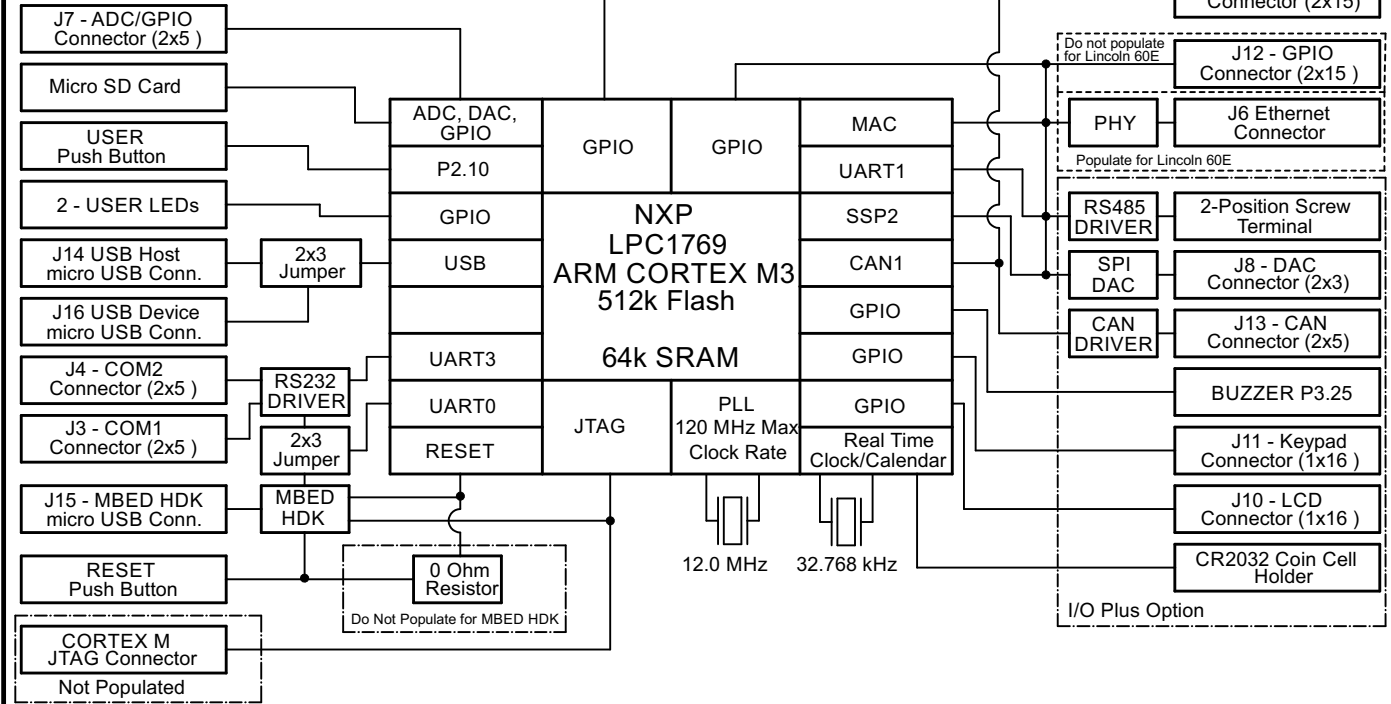 J7 - ADC/GPIO
Connector (2x5 )
Micro SD Card
USER
Push Button
2 - USER LEDs
J14 USB Host
micro USB Conn.
2x3
Jumper
J16 USB Device
micro USB Conn.
J4 - COM2
Connector (2x5 )
RS232
DRIVER
J3 - COM1
Connector (2x5 )
2x3
Jumper
J15 - MBED HDK
micro USB Conn.
MBED
HDK
RESET
Push Button
0 Ohm
Resistor
Do Not Populate for MBED HDK
CORTEX M
JTAG Connector
Not Populated
ADC, DAC,
GPIO
P2.10
GPIO
USB
UART3
UART0
RESET
GPIO
GPIO
NXP
LPC1769
ARM CORTEX M3
512k Flash
64k SRAM
JTAG
PLL
120 MHz Max
Clock Rate
MAC
UART1
SSP2
CAN1
GPIO
GPIO
GPIO
Real Time
Clock/Calendar
12.0 MHz
32.768 kHz
Connector (2x15)
Do not populate
for Lincoln 60E
J12 - GPIO
Connector (2x15 )
PHY
J6 Ethernet
Connector
Populate for Lincoln 60E
RS485
DRIVER
2-Position Screw
Terminal
SPI
DAC
J8 - DAC
Connector (2x3)
CAN
DRIVER
J13 - CAN
Connector (2x5)
BUZZER P3.25
J11 - Keypad
Connector (1x16 )
J10 - LCD
Connector (1x16 )
CR2032 Coin Cell
Holder
I/O Plus Option